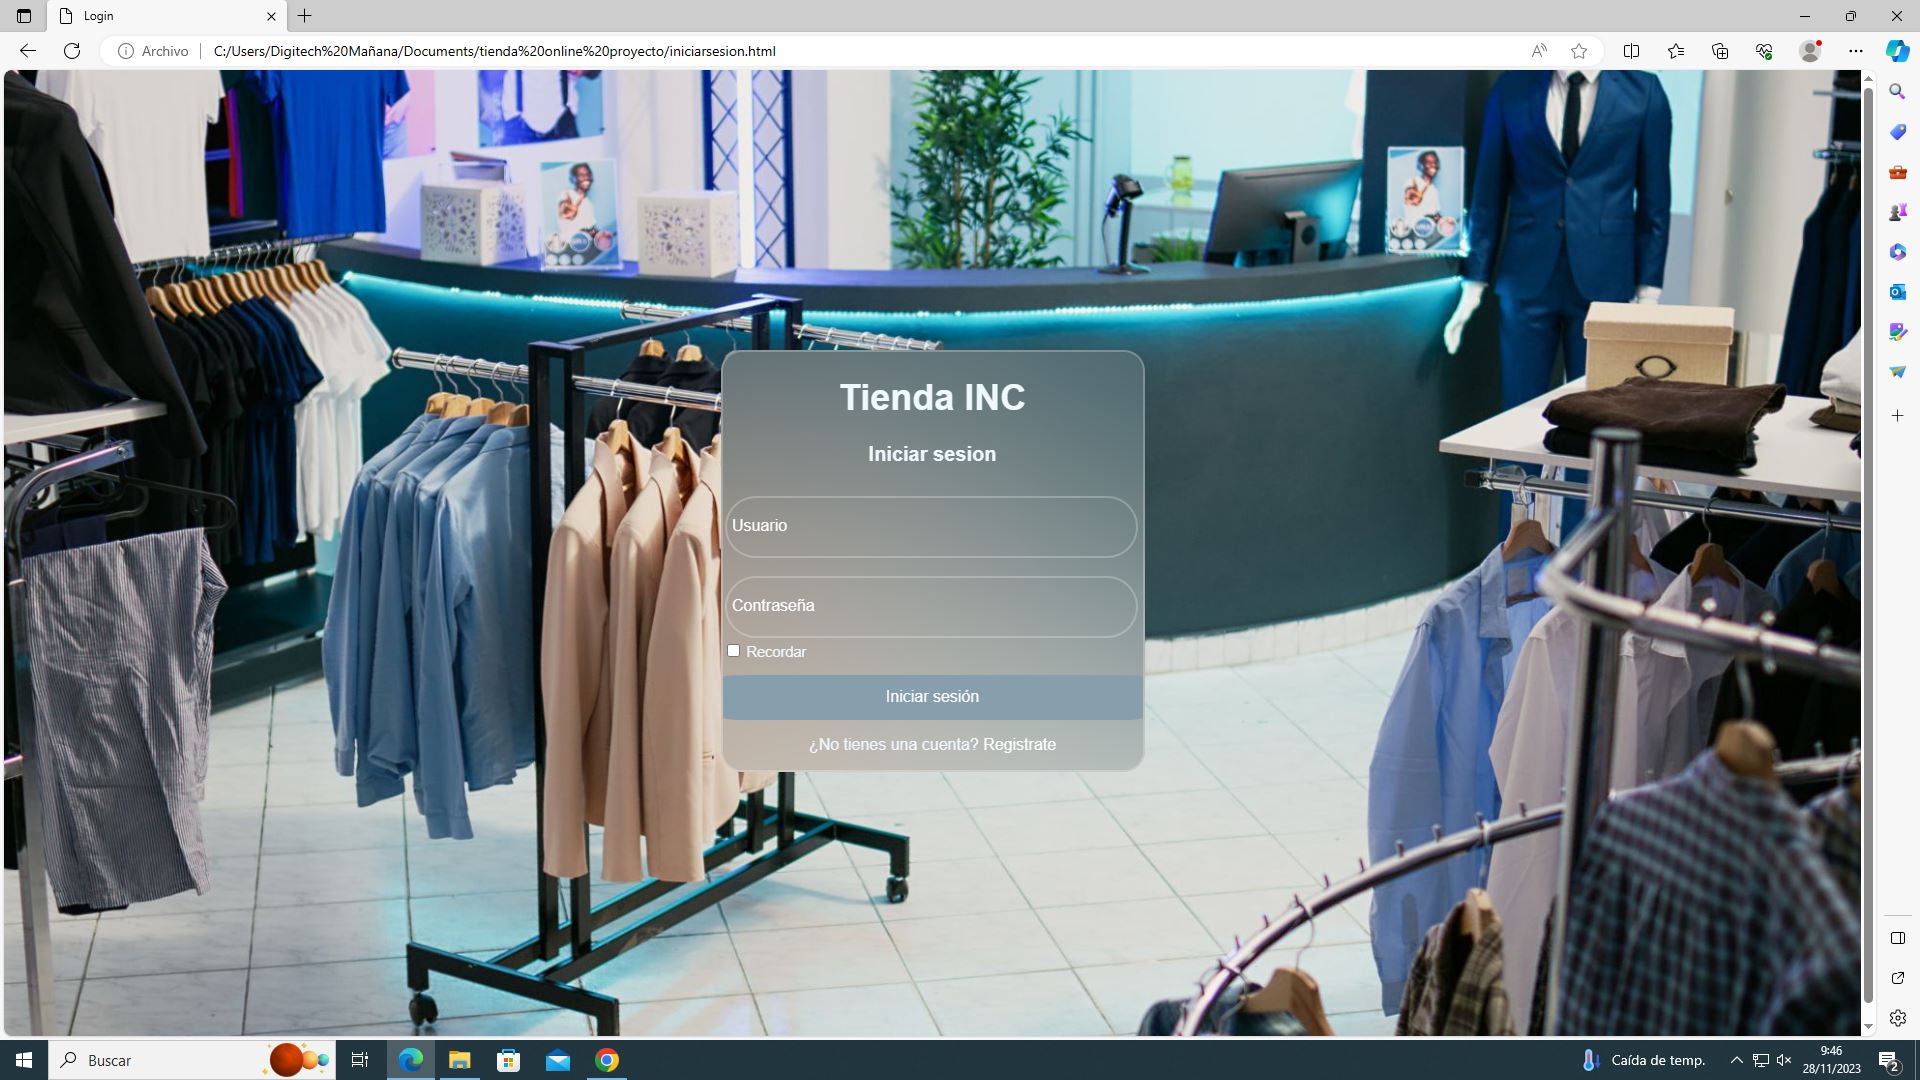 Login
Archivo
C:/Users/Digitech%20Mañana/Documents/tienda%20online%20proyecto/iniciarsesion.html
Tienda INC
Iniciar sesion
Usuario
Contraseña
Recordar
Iniciar sesión
¿No tienes una cuenta? Registrate
Buscar
Caída de temp.
9:46
28/11/2023
2